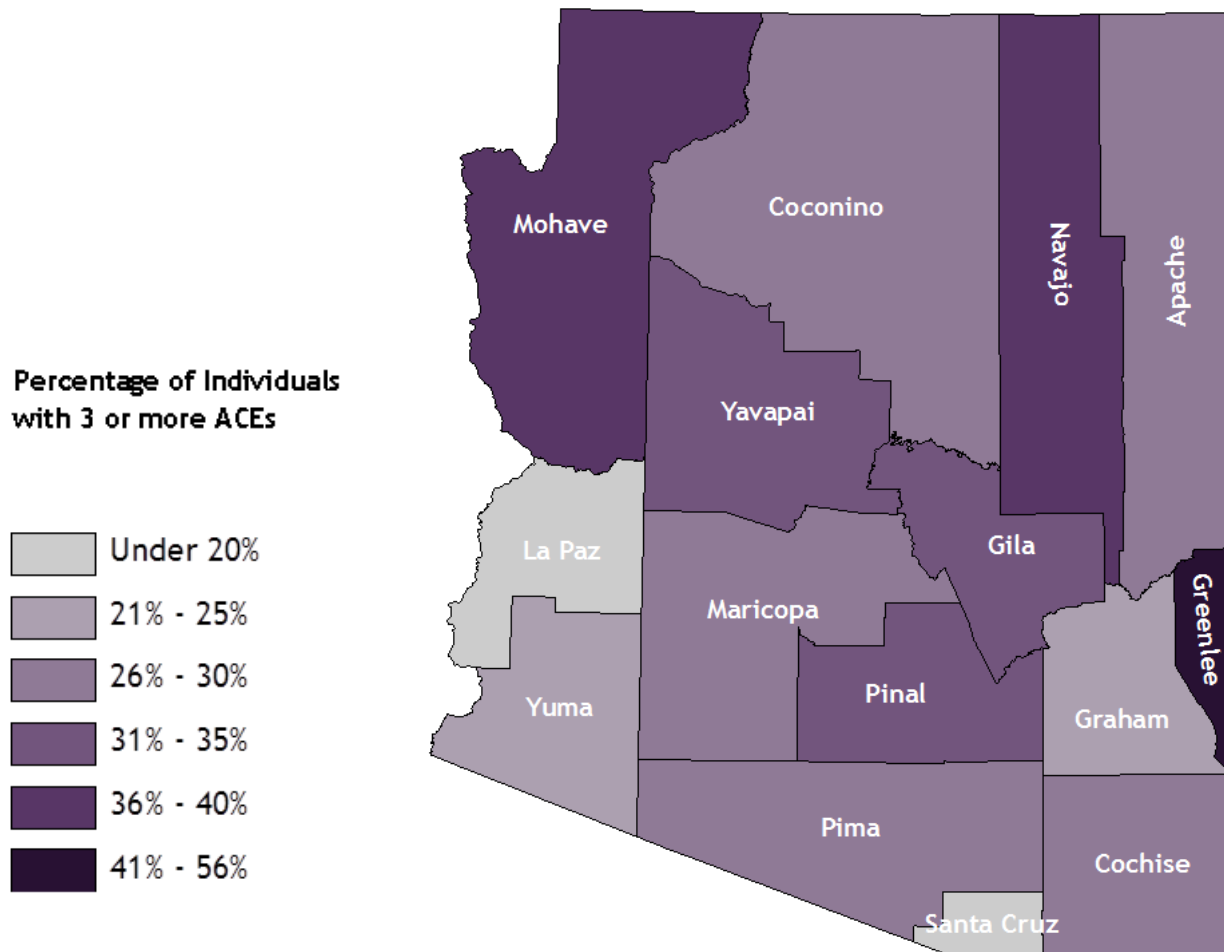 Mohave
Coconino
Navajo
Apache
Percentage of Individuals
with 3 or more ACEs
Yavapai
Under 20%
21% - 25%
26% - 30%
31% - 35%
36% - 40%
41% - 56%
La Paz
Gila
Maricopa
Greenlee
Yuma
Pinal
Graham
Pima
Cochise
Santa Cruz